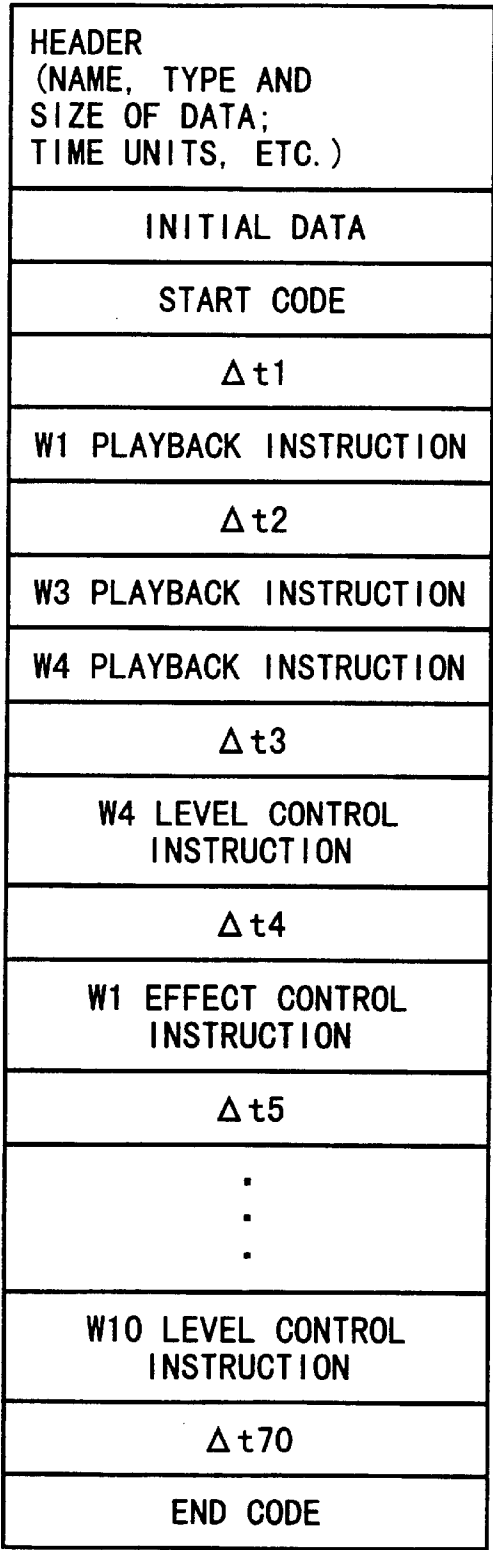 HEADER
(NAME, TYPE AND
SIZE OF DATA;
TIME UNITS, ETC.)
INITIAL DATA
START CODE
Δt1
W1 PLAYBACK INSTRUCTION
Δt2
W3 PLAYBACK INSTRUCTION
W4 PLAYBACK INSTRUCTION
Δt3
W4 LEVEL CONTROL
INSTRUCTION
Δt4
W1 EFFECT CONTROL
INSTRUCTION
Δt5
.
.
.
W10 LEVEL CONTROL
INSTRUCTION
Δt70
END CODE